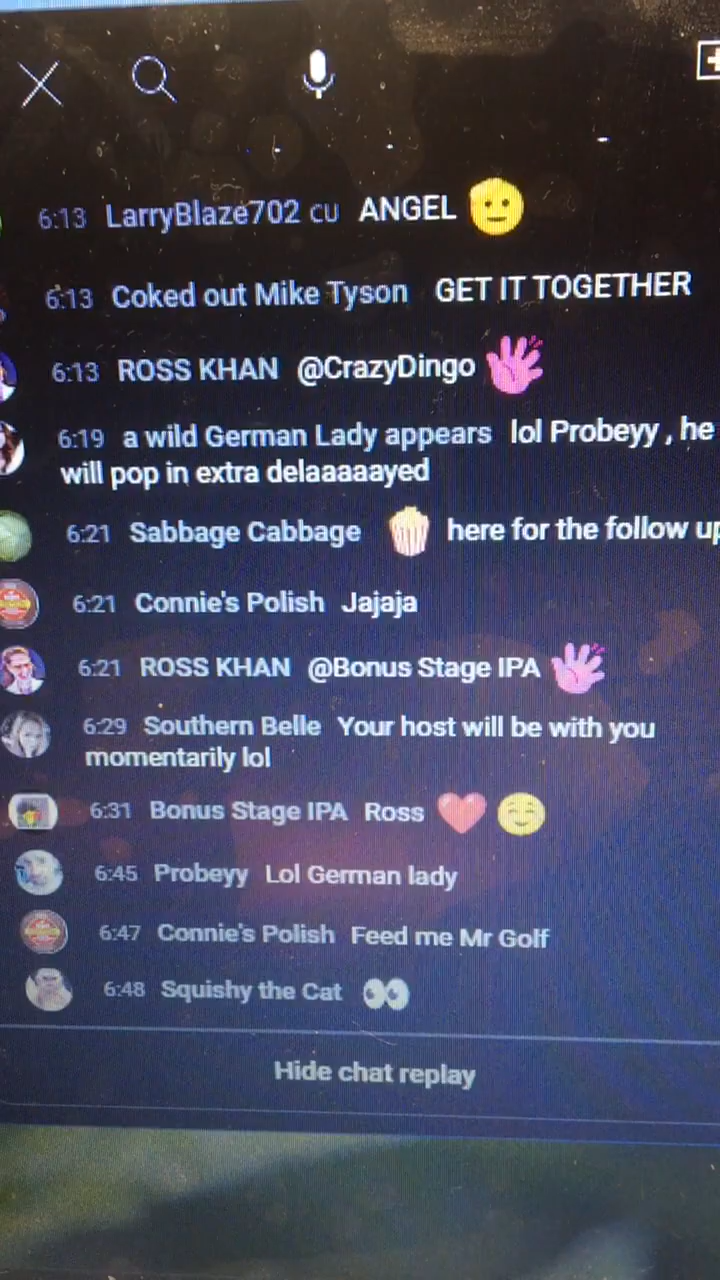 6:13 LarryBlaze702 CU ANGEL 🫡
6:13 Coked out Mike Tyson GET IT TOGETHER
6:13 ROSS KHAN @CrazyDingo
6:19 a wild German Lady appears lol Probeyy , he
will pop in extra delaaaaayed
6:21 Sabbage Cabbage 🍿 here for the follow up
6:21 Connie's Polish Jajaja
6:21 ROSS KHAN @Bonus Stage IPA
6:29 Southern Belle Your host will be with you
momentarily lol
6:31 Bonus Stage IPA Ross ❤️ ☺️
6:45 Probeyy Lol German lady
6:47 Connie's Polish Feed me Mr Golf
6:48 Squishy the Cat 👀
Hide chat replay